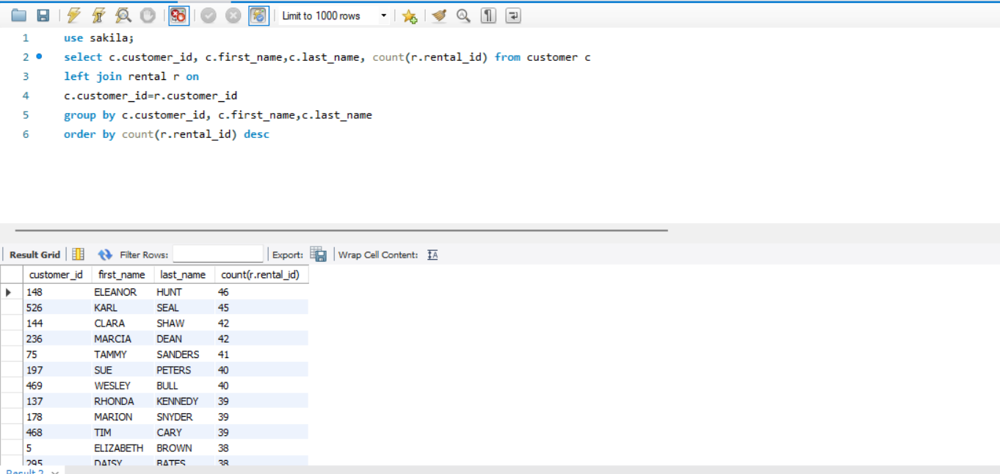 Limit to 1000 rows
1 use sakila;
2 select c.customer_id, c.first_name,c.last_name, count(r.rental_id) from customer c
3 left join rental r on
4 c.customer_id=r.customer_id
5 group by c.customer_id, c.first_name,c.last_name
6 order by count(r.rental_id) desc
Result Grid Filter Rows: Export: Wrap Cell Content:
customer_id first_name last_name count(r.rental_id)
148 ELEANOR HUNT 46
526 KARL SEAL 45
144 CLARA SHAW 42
236 MARCIA DEAN 42
75 TAMMY SANDERS 41
197 SUE PETERS 40
469 WESLEY BULL 40
137 RHONDA KENNEDY 39
178 MARION SNYDER 39
468 TIM CARY 39
5 ELIZABETH BROWN 38
295 DAISY BATES 38
Result 2